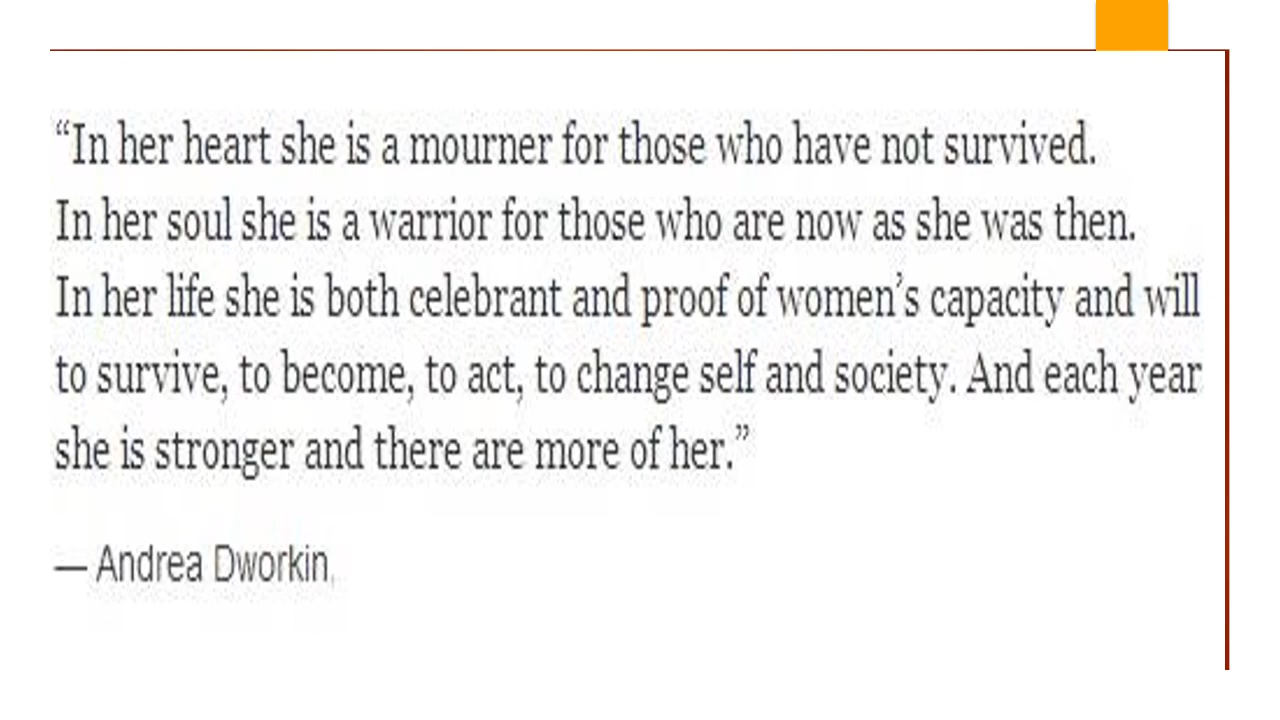 “In her heart she is a mourner for those who have not survived.
In her soul she is a warrior for those who are now as she was then.
In her life she is both celebrant and proof of women’s capacity and will
to survive, to become, to act, to change self and society. And each year
she is stronger and there are more of her.”
— Andrea Dworkin,